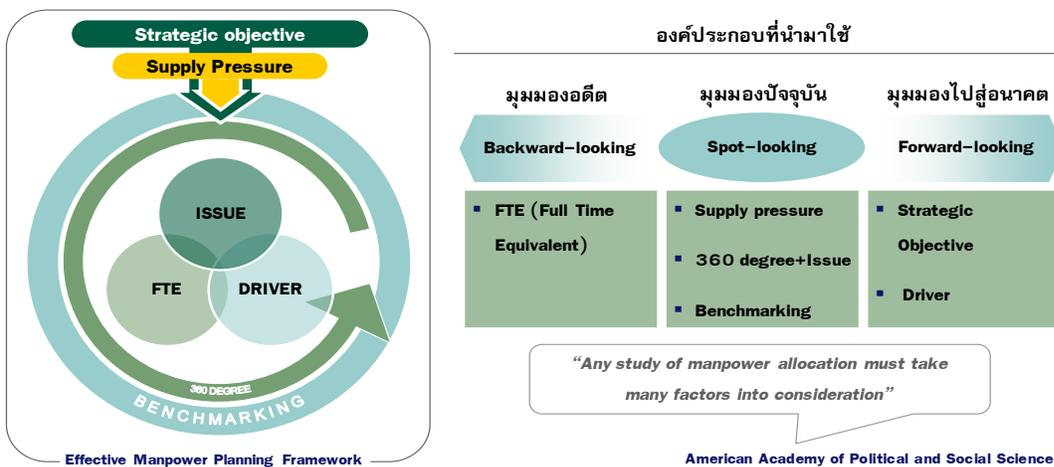 Strategic objective
Supply Pressure
ISSUE
FTE
DRIVER
360 DEGREE
BENCHMARKING
Effective Manpower Planning Framework
องค์ประกอบที่นำมาใช้
มุมมองอดีต
มุมมองปัจจุบัน
มุมมองไปสู่อนาคต
Backward–looking
Spot–looking
Forward–looking
▪ FTE (Full Time
Equivalent)
▪ Supply pressure
▪ 360 degree+Issue
▪ Benchmarking
▪ Strategic
Objective
▪ Driver
“Any study of manpower allocation must take
many factors into consideration”
American Academy of Political and Social Science